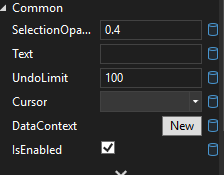 Common
SelectionOpa... 0.4
Text
UndoLimit 100
Cursor
DataContext New
IsEnabled